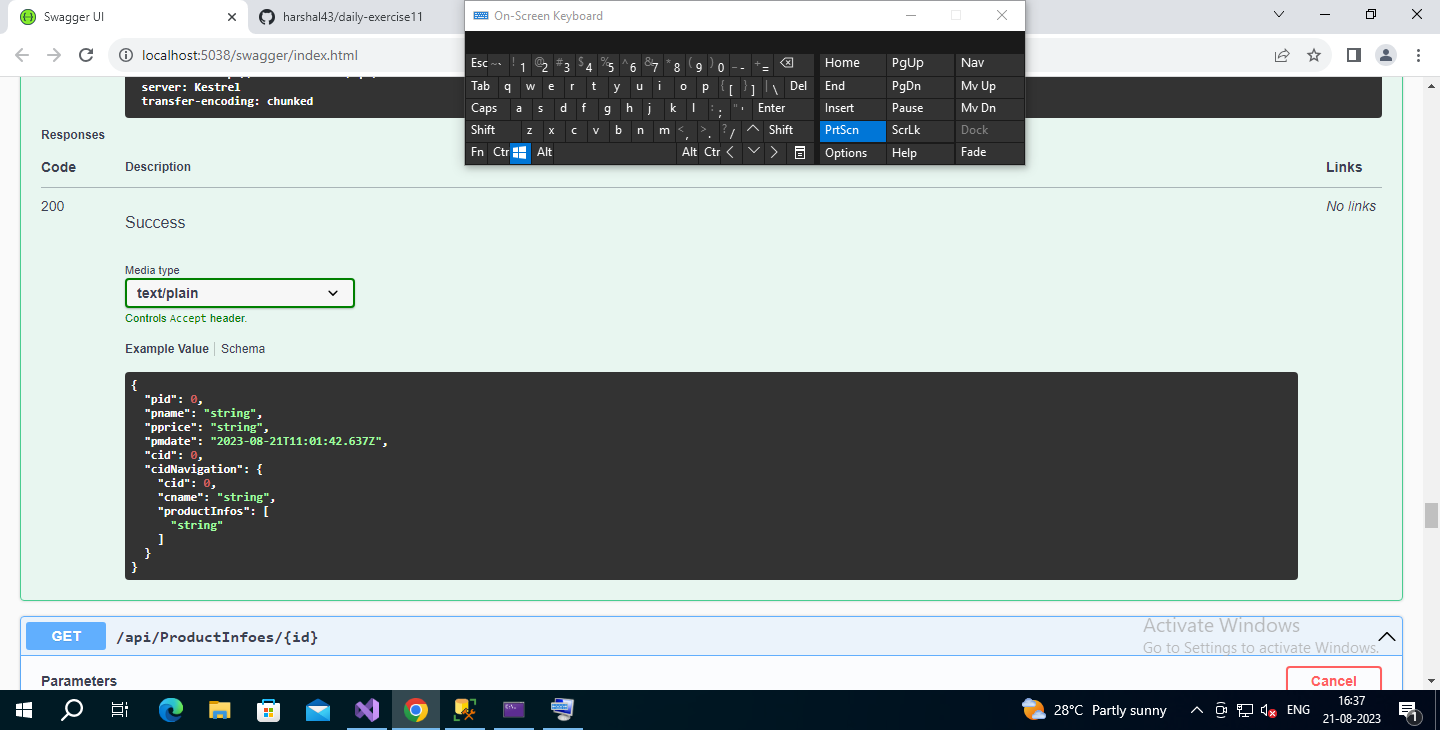 Swagger UI
harshal43/daily-exercise11
On-Screen Keyboard
localhost:5038/swagger/index.html
Esc ~ ` ! 1 @ 2 # 3 $ 4 % 5 ^ 6 & 7 * 8 ( 9 ) 0 _ - + = Home PgUp Nav
Tab q w e r t y u i o p { [ } ] | \ Del End PgDn Mv Up
Caps a s d f g h j k l : ; " ' Enter Insert Pause Mv Dn
Shift z x c v b n m < , > . ? / Shift PrtScn ScrLk Dock
Fn Ctr Alt Alt Ctr Options Help Fade
server: Kestrel
transfer-encoding: chunked
Responses
Code Description Links
200 Success No links
Media type
text/plain
Controls Accept header.
Example Value Schema
{
"pid": 0,
"pname": "string",
"pprice": "string",
"pmdate": "2023-08-21T11:01:42.637Z",
"cid": 0,
"cidNavigation": {
"cid": 0,
"cname": "string",
"productInfos": [
"string"
]
}
}
GET /api/ProductInfoes/{id}
Activate Windows
Go to Settings to activate Windows.
Parameters Cancel
28°C Partly sunny ENG 16:37
21-08-2023 1